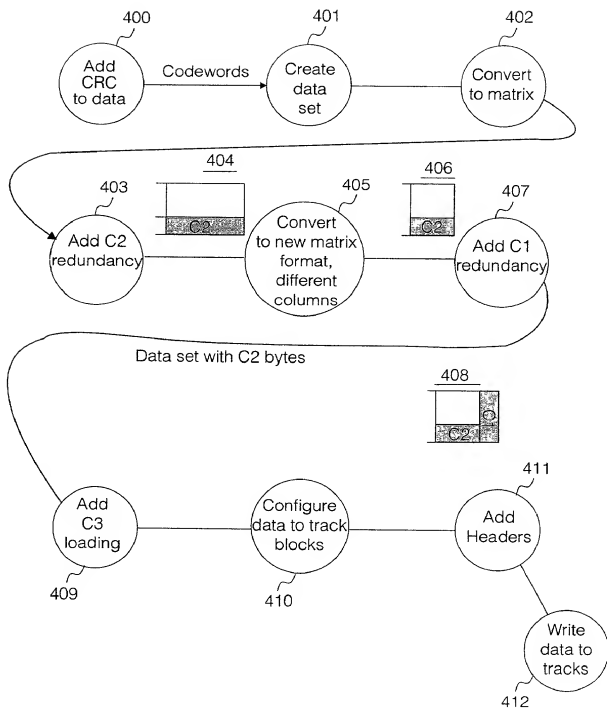 400
401
402
Add
CRC
to data
Codewords
Create
data
set
Convert
to matrix
404
406
403
405
407
Add C2
redundancy
C2
Convert
to new matrix
format,
different
columns
C2
Add C1
redundancy
Data set with C2 bytes
408
C2
411
Add
C3
loading
Configure
data to track
blocks
Add
Headers
409
410
Write
data to
tracks
412